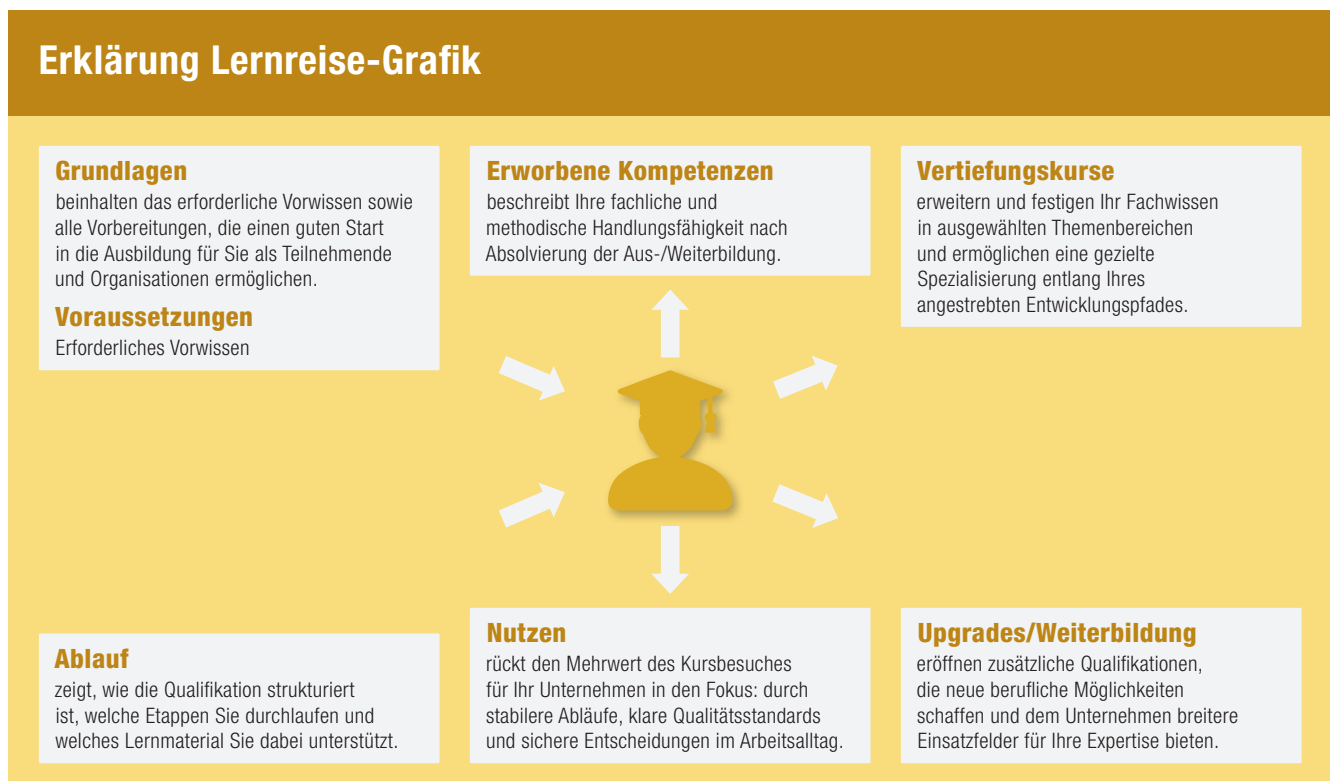 Erklärung Lernreise-Grafik
Grundlagen
beinhalten das erforderliche Vorwissen sowie
alle Vorbereitungen, die einen guten Start
in die Ausbildung für Sie als Teilnehmende
und Organisationen ermöglichen.
Voraussetzungen
Erforderliches Vorwissen
Erworbene Kompetenzen
beschreibt Ihre fachliche und
methodische Handlungsfähigkeit nach
Absolvierung der Aus-/Weiterbildung.
Vertiefungskurse
erweitern und festigen Ihr Fachwissen
in ausgewählten Themenbereichen
und ermöglichen eine gezielte
Spezialisierung entlang Ihres
angestrebten Entwicklungspfades.
Ablauf
zeigt, wie die Qualifikation strukturiert
ist, welche Etappen Sie durchlaufen und
welches Lernmaterial Sie dabei unterstützt.
Nutzen
rückt den Mehrwert des Kursbesuches
für Ihr Unternehmen in den Fokus: durch
stabilere Abläufe, klare Qualitätsstandards
und sichere Entscheidungen im Arbeitsalltag.
Upgrades/Weiterbildung
eröffnen zusätzliche Qualifikationen,
die neue berufliche Möglichkeiten
schaffen und dem Unternehmen breitere
Einsatzfelder für Ihre Expertise bieten.